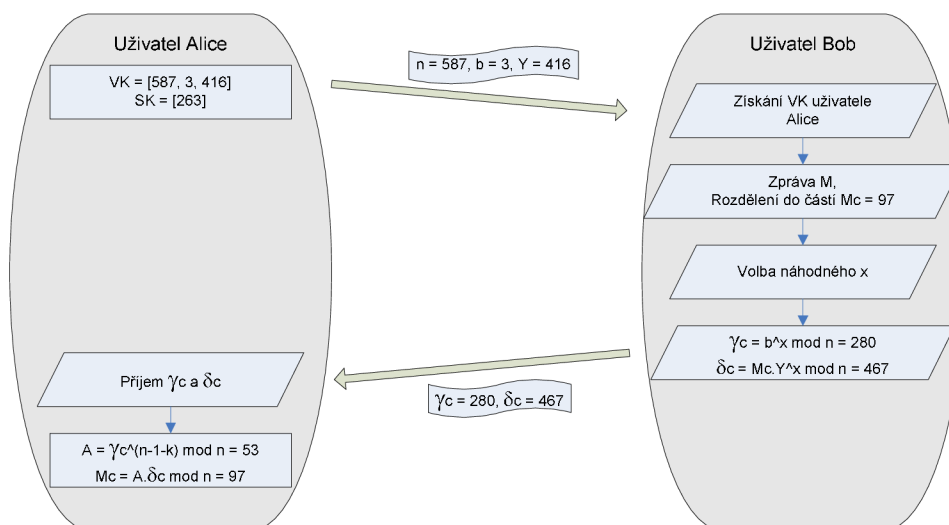 Uživatel Alice
VK = [587, 3, 416]
SK = [263]
n = 587, b = 3, Y = 416
Uživatel Bob
Získání VK uživatele
Alice
Zpráva M,
Rozdělení do částí Mc = 97
Volba náhodného x
γc = b^x mod n = 280
δc = Mc.Y^x mod n = 467
γc = 280, δc = 467
Příjem γc a δc
A = γc^(n-1-k) mod n = 53
Mc = A.δc mod n = 97